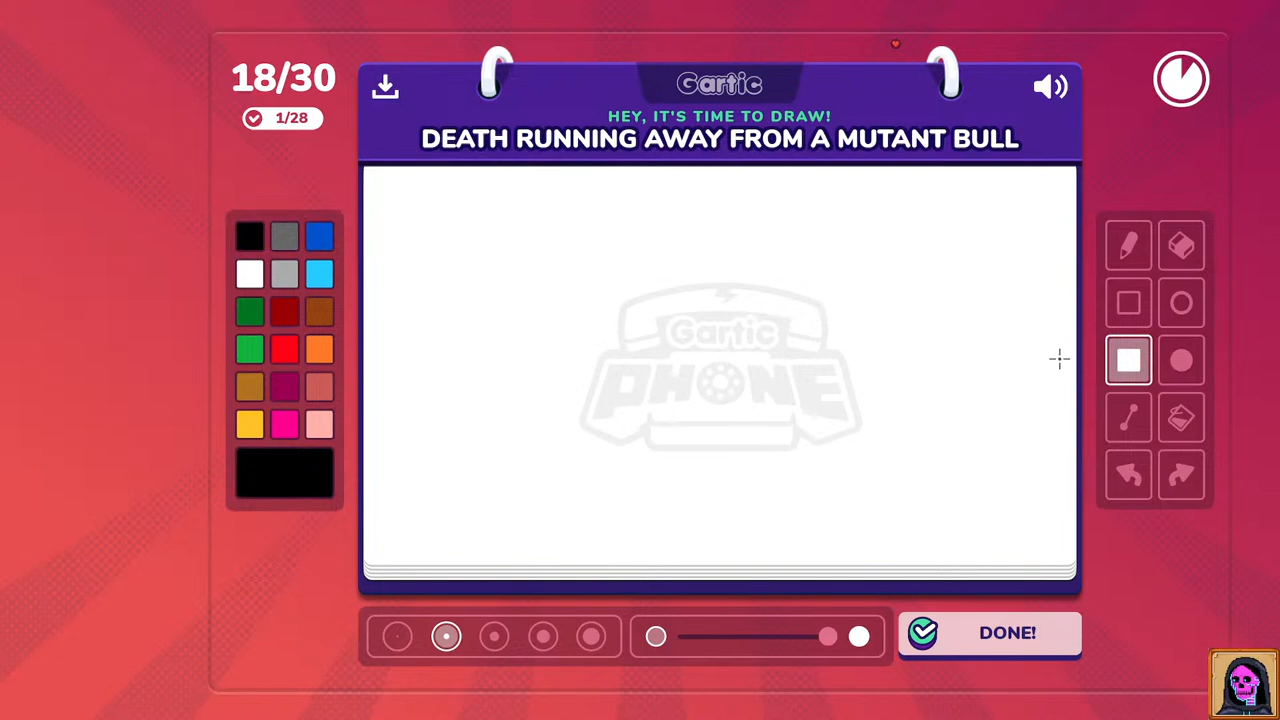 18/30
1/28
Gartic
HEY, IT'S TIME TO DRAW!
DEATH RUNNING AWAY FROM A MUTANT BULL
Gartic
PHONE
DONE!